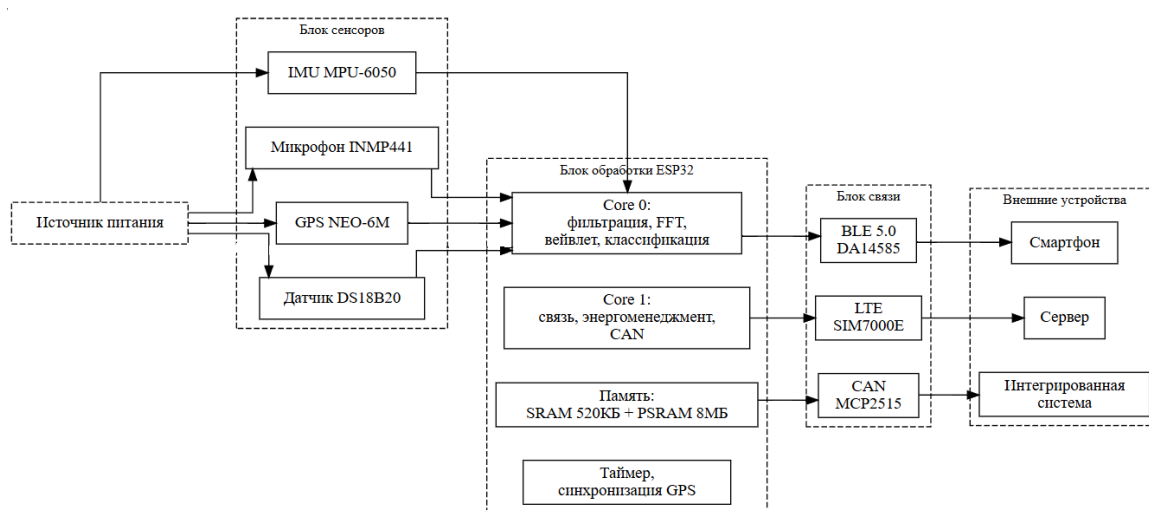 Блок сенсоров
IMU MPU-6050
Микрофон INMP441
Источник питания
GPS NEO-6M
Датчик DS18B20
Блок обработки ESP32
Core 0:
фильтрация, FFT,
вейвлет, классификация
Core 1:
связь, энергоменеджмент,
CAN
Память:
SRAM 520КБ + PSRAM 8МБ
Таймер,
синхронизация GPS
Блок связи
BLE 5.0
DA14585
LTE
SIM7000E
CAN
MCP2515
Внешние устройства
Смартфон
Сервер
Интегрированная
система